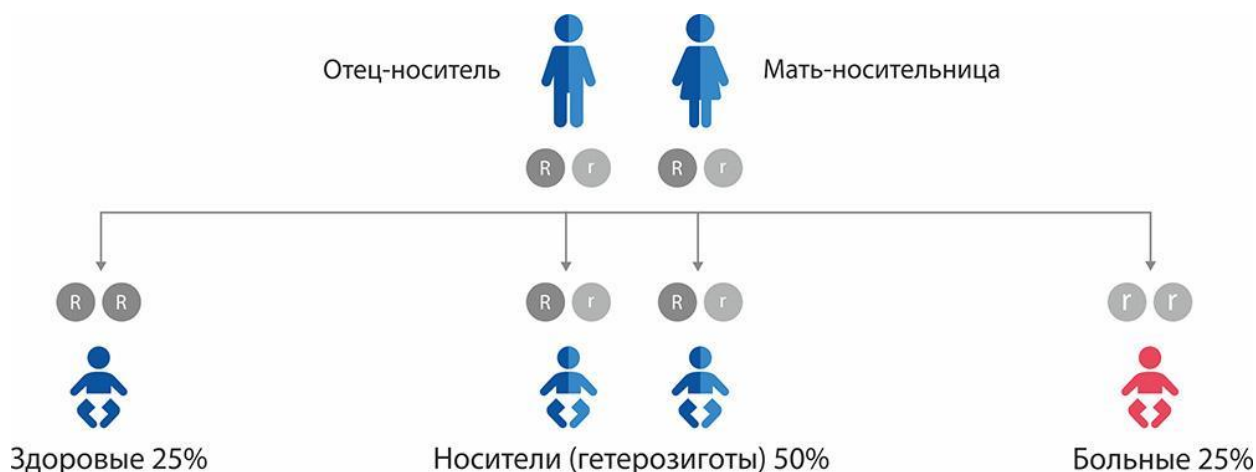 Отец-носитель
Мать-носительница
R r R r
R R R r R r r r
Здоровые 25% Носители (гетерозиготы) 50% Больные 25%